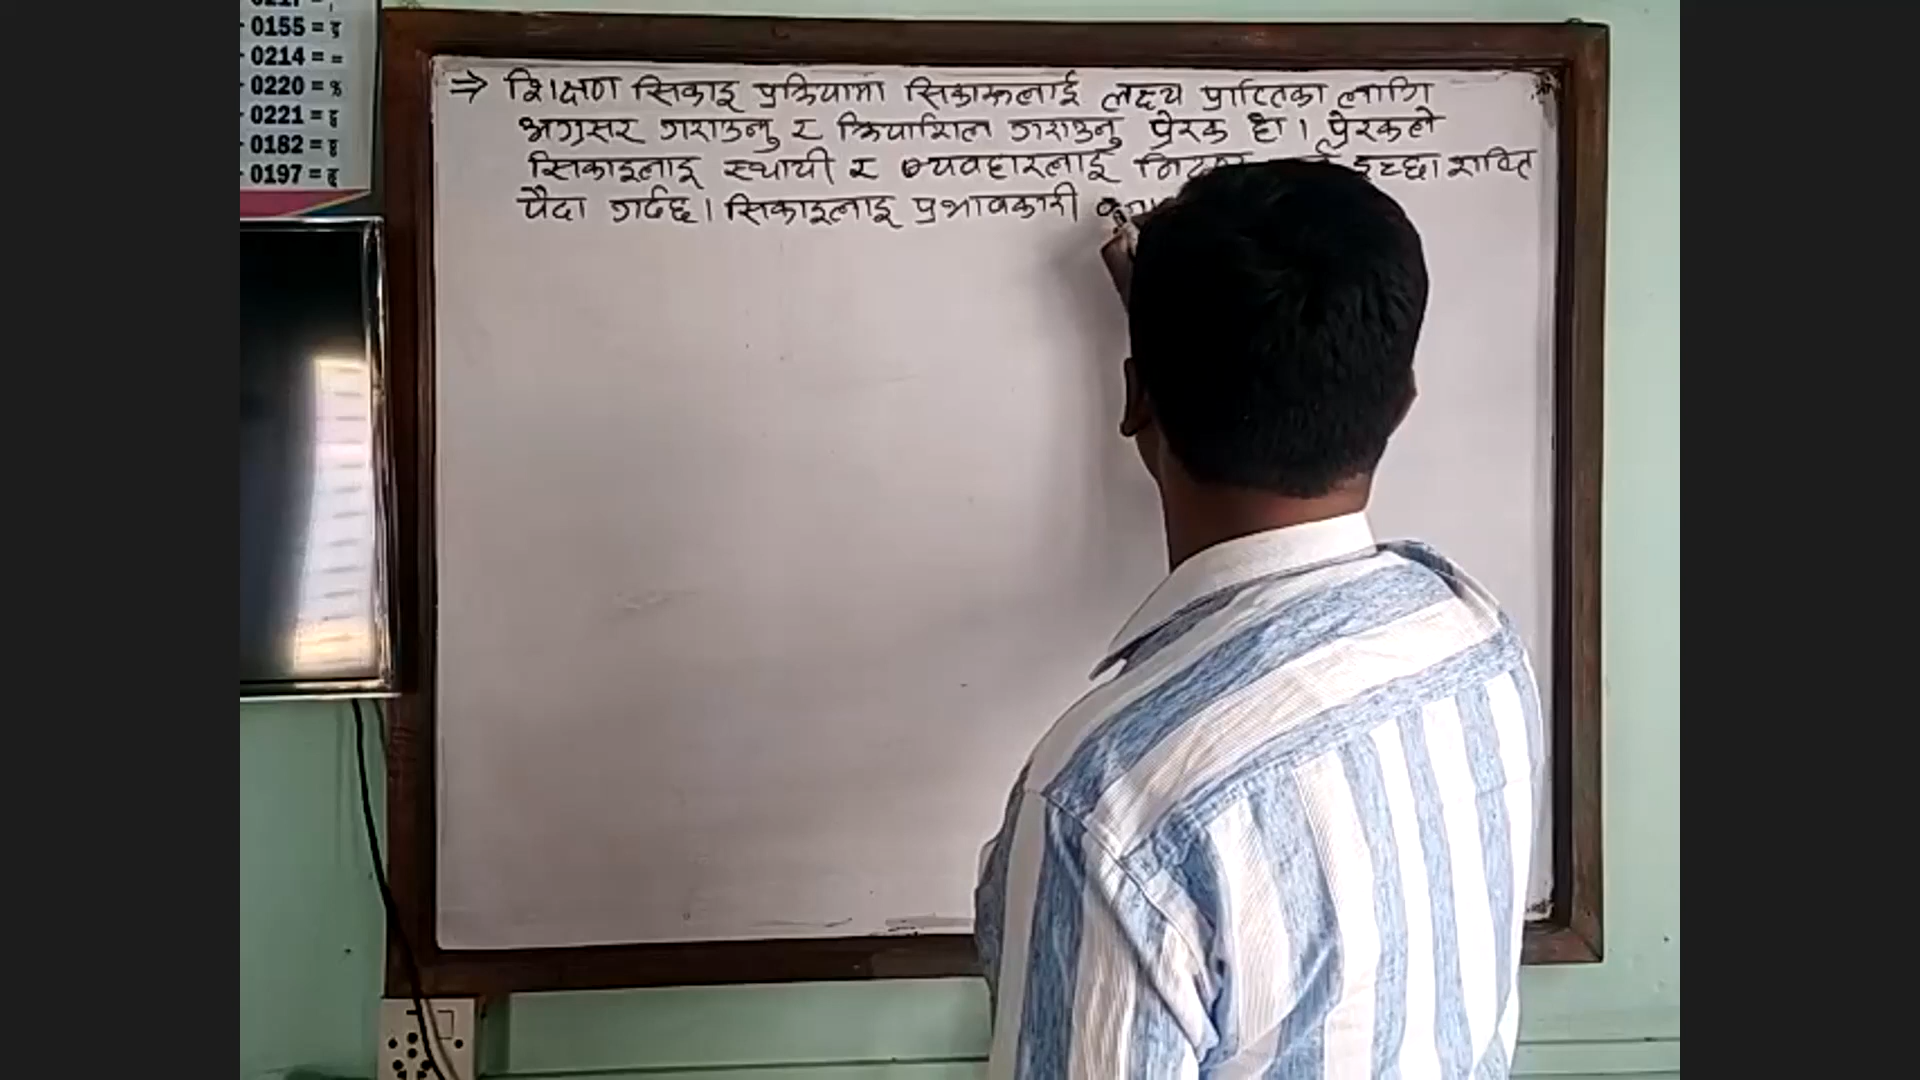 0155 = ह्
0214 =
0220 =
0221 =
0182 =
0197 =
⇒ शिक्षण सिकाइ प्रक्रियामा सिकारुलाई लक्ष्य प्राप्तिका लागि
अग्रसर गराउनु र क्रियाशिल गराउनु प्रेरक हो । प्रेरकले
सिकाइलाइ स्थायी र व्यवहारलाई इच्छा शक्ति
पैदा गर्दछ । सिकाइलाइ प्रभावकारी